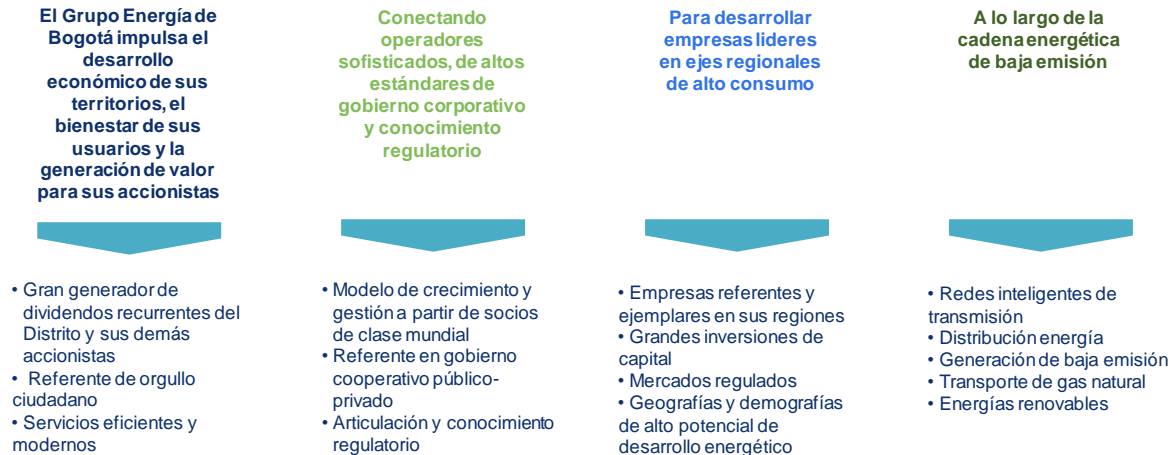 El Grupo Energía de
Bogotá impulsa el
desarrollo
económico de sus
territorios, el
bienestar de sus
usuarios y la
generación de valor
para sus accionistas
Conectando
operadores
sofisticados, de altos
estándares de
gobierno corporativo
y conocimiento
regulatorio
Para desarrollar
empresas lideres
en ejes regionales
de alto consumo
A lo largo de la
cadena energética
de baja emisión
• Gran generador de
dividendos recurrentes del
Distrito y sus demás
accionistas
• Referente de orgullo
ciudadano
• Servicios eficientes y
modernos
• Modelo de crecimiento y
gestión a partir de socios
de clase mundial
• Referente en gobierno
cooperativo público-
privado
• Articulación y conocimiento
regulatorio
• Empresas referentes y
ejemplares en sus regiones
• Grandes inversiones de
capital
• Mercados regulados
• Geografías y demografías
de alto potencial de
desarrollo energético
• Redes inteligentes de
transmisión
• Distribución energía
• Generación de baja emisión
• Transporte de gas natural
• Energías renovables